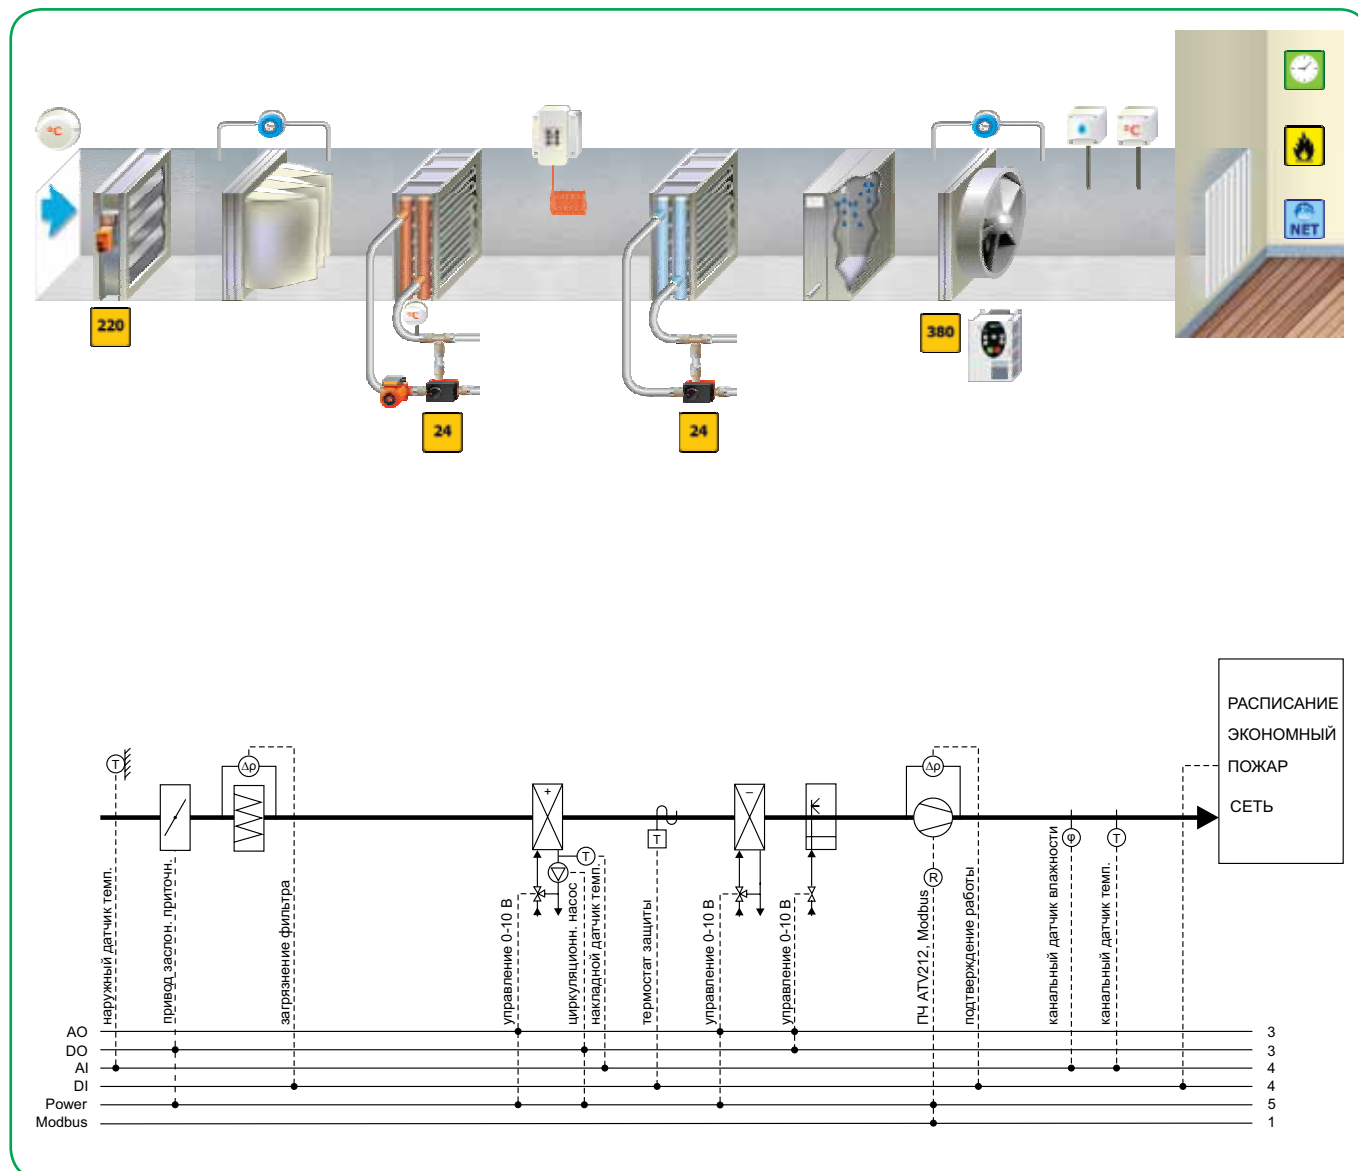 °C
°C
NET
220
°C
380
24
24
РАСПИСАНИЕ
ЭКОНОМНЫЙ
ПОЖАР
СЕТЬ
T
Δp
+
T
T
–
Δp
R
φ
T
наружный датчик темп.
привод заслон. приточн.
загрязнение фильтра
управление 0-10 В
циркуляционн. насос
накладной датчик темп.
термостат защиты
управление 0-10 В
управление 0-10 В
ПЧ ATV212, Modbus
подтверждение работы
канальный датчик влажности
канальный датчик темп.
AO 3
DO 3
AI 4
DI 4
Power 5
Modbus 1